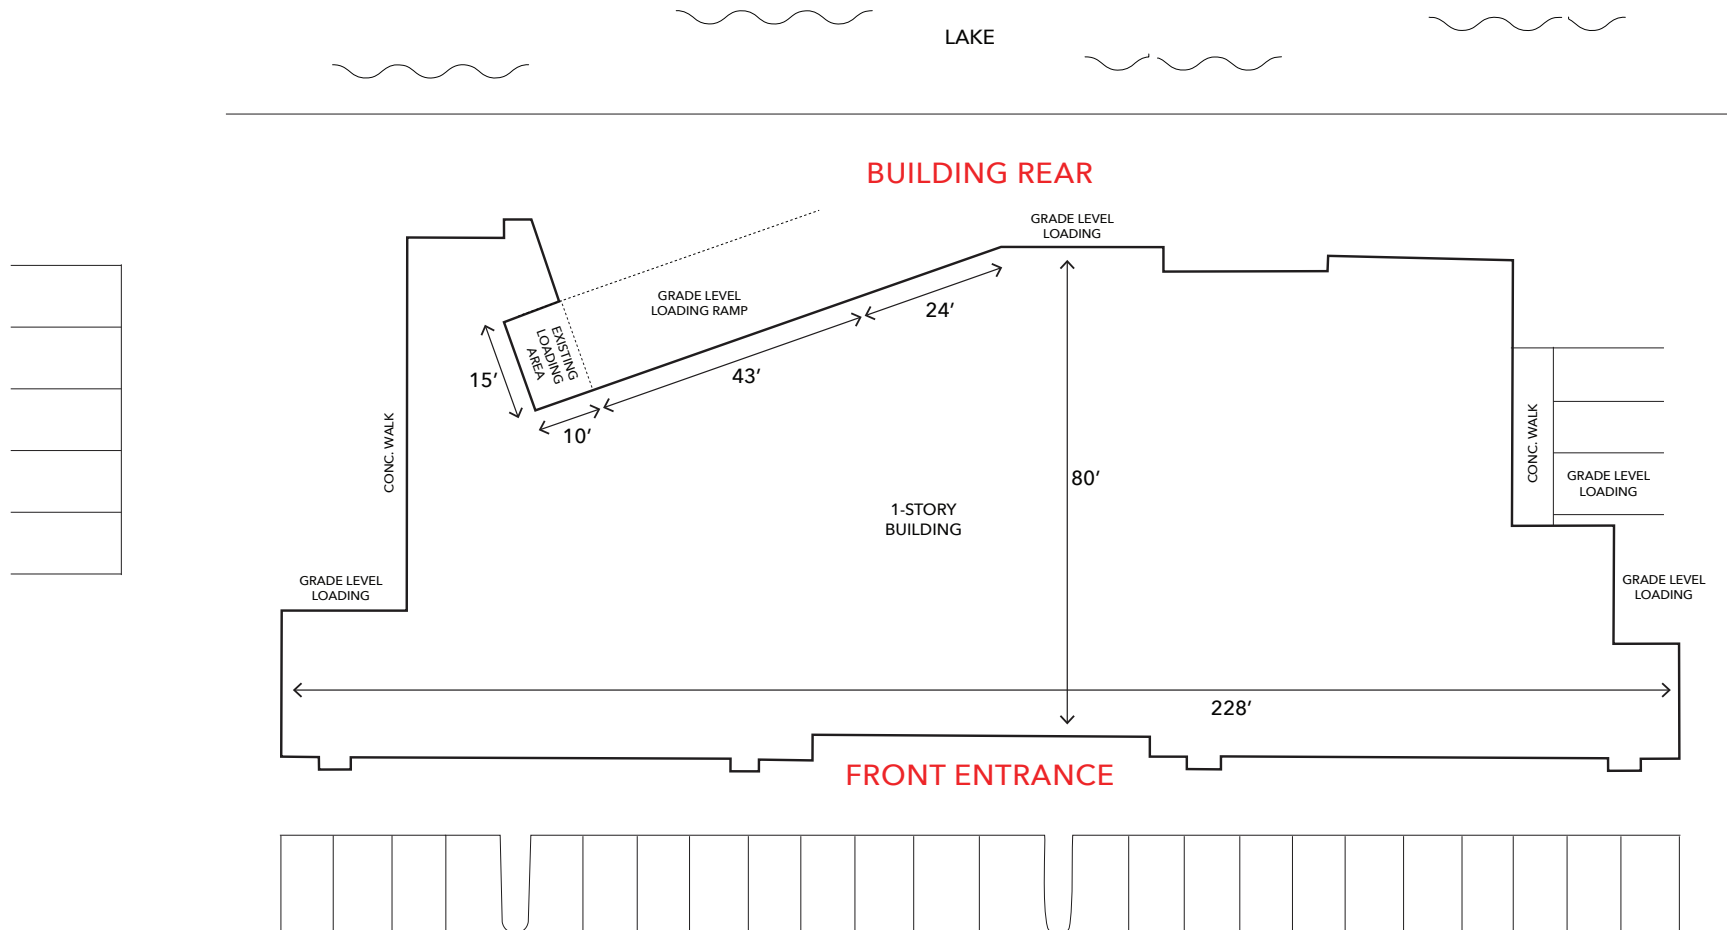 LAKE
BUILDING REAR
GRADE LEVEL
LOADING
GRADE LEVEL
LOADING RAMP
24’
EXISTING
LOADING
AREA
15’
43’
10’
CONC. WALK
80’
1-STORY
BUILDING
CONC. WALK
GRADE LEVEL
LOADING
GRADE LEVEL
LOADING
GRADE LEVEL
LOADING
228’
FRONT ENTRANCE